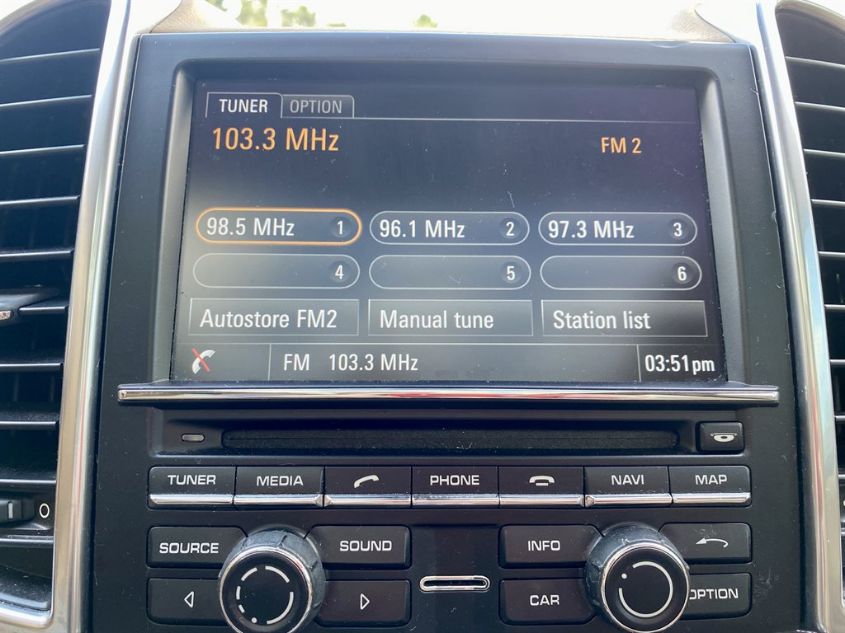 TUNER OPTION
103.3 MHz FM 2
98.5 MHz 1 96.1 MHz 2 97.3 MHz 3
4 5 6
Autostore FM2 Manual tune Station list
FM 103.3 MHz 03:51pm
TUNER MEDIA PHONE NAVI MAP
SOURCE SOUND INFO
CAR OPTION
0